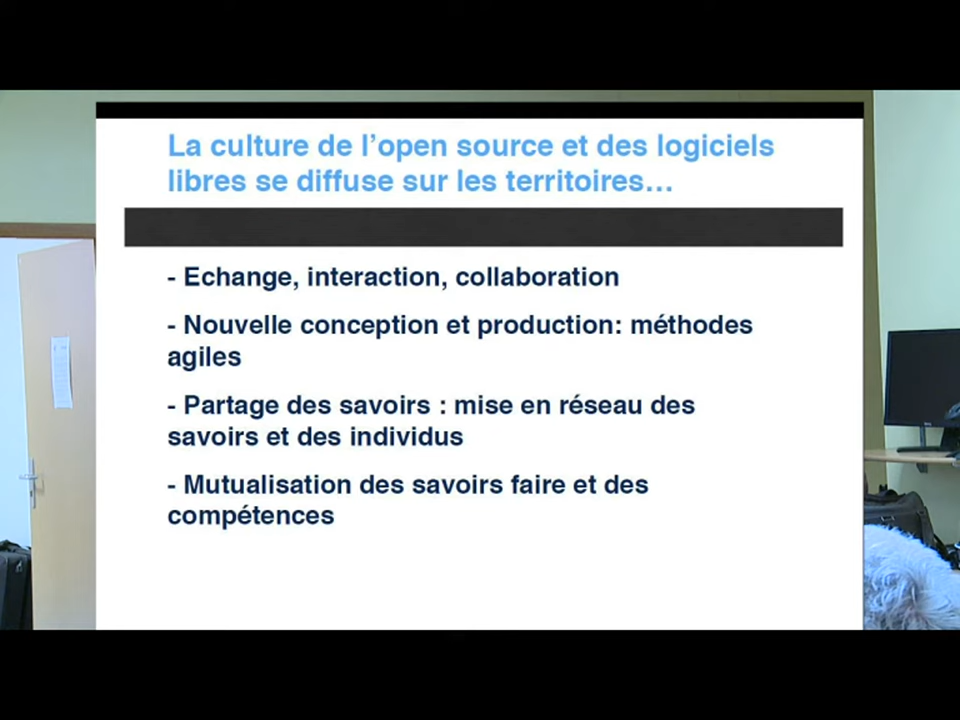 La culture de l'open source et des logiciels
libres se diffuse sur les territoires…
- Echange, interaction, collaboration
- Nouvelle conception et production: méthodes
agiles
- Partage des savoirs : mise en réseau des
savoirs et des individus
- Mutualisation des savoirs faire et des
compétences